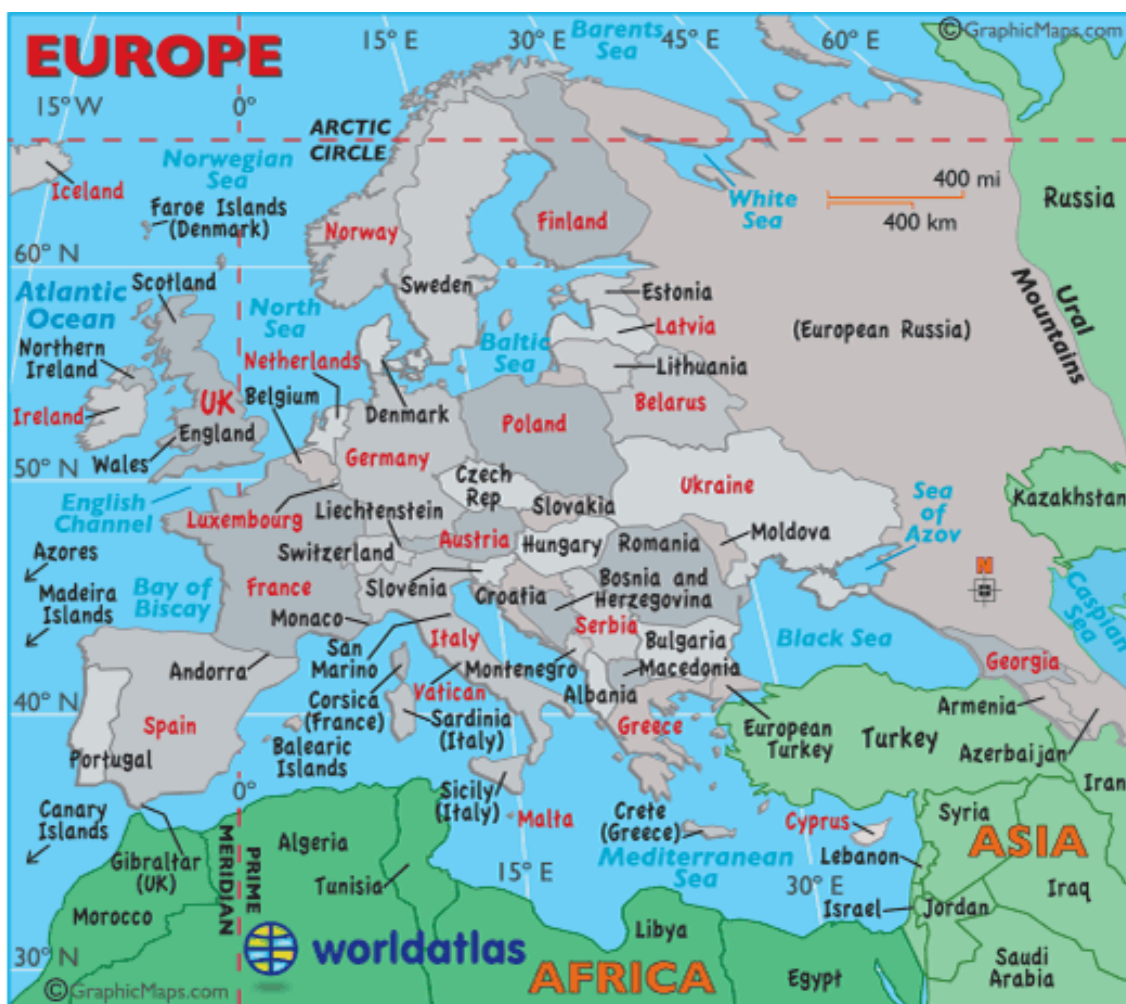 ©GraphicMaps.com
EUROPE
15° W
0°
15° E
30° E
Barents
Sea
45° E
60° E
ARCTIC
CIRCLE
Norwegian
Sea
Iceland
Faroe Islands
(Denmark)
White
Sea
400 mi
400 km
Russia
Norway
Finland
60° N
Scotland
Sweden
Estonia
Atlantic
Ocean
North
Sea
Latvia
(European Russia)
Ural
Mountains
Northern
Ireland
Netherlands
Baltic
Sea
Lithuania
Belgium
Denmark
Belarus
Ireland
UK
England
Wales
Poland
50° N
Germany
Czech
Rep
Ukraine
Kazakhstan
English
Channel
Luxembourg
Liechtenstein
Slovakia
Sea
of
Azov
Moldova
Azores
Switzerland
Austria
Hungary
Romania
Madeira
Islands
Bay of
Biscay
France
Slovenia
Croatia
Bosnia and
Herzegovina
N
Caspian
Sea
Monaco
San
Marino
Italy
Serbia
Bulgaria
Black Sea
Andorra
Montenegro
Macedonia
Georgia
Corsica
(France)
Vatican
Albania
40° N
Spain
Sardinia
(Italy)
Greece
European
Turkey
Turkey
Armenia
Azerbaijan
Portugal
Balearic
Islands
Iran
0°
Sicily
(Italy)
Malta
Crete
(Greece)
Cyprus
Syria
ASIA
Canary
Islands
Gibraltar
(UK)
MERIDIAN
PRIME
Algeria
Tunisia
Mediterranean
Sea
Lebanon
15° E
30° E
Iraq
Morocco
Israel
Jordan
Libya
worldatlas
30° N
AFRICA
Egypt
Saudi
Arabia
©GraphicMaps.com